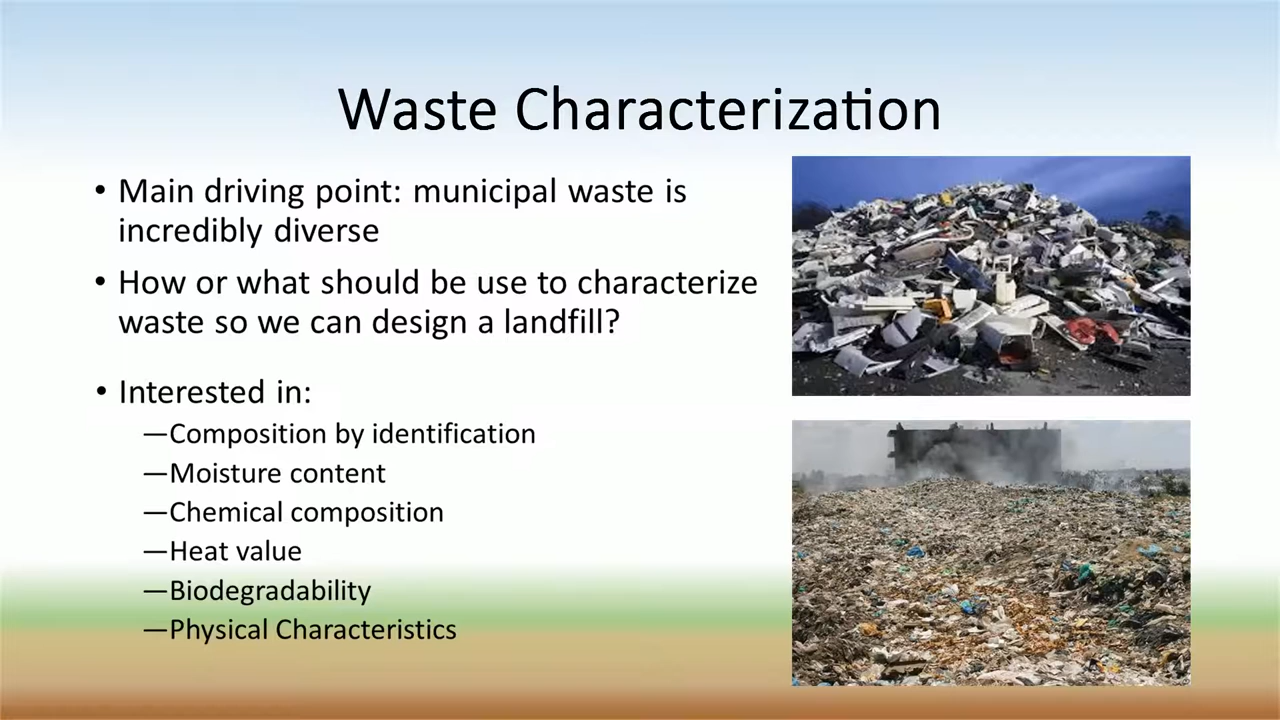 Waste Characterization
• Main driving point: municipal waste is
incredibly diverse
• How or what should be use to characterize
waste so we can design a landfill?
• Interested in:
—Composition by identification
—Moisture content
—Chemical composition
—Heat value
—Biodegradability
—Physical Characteristics